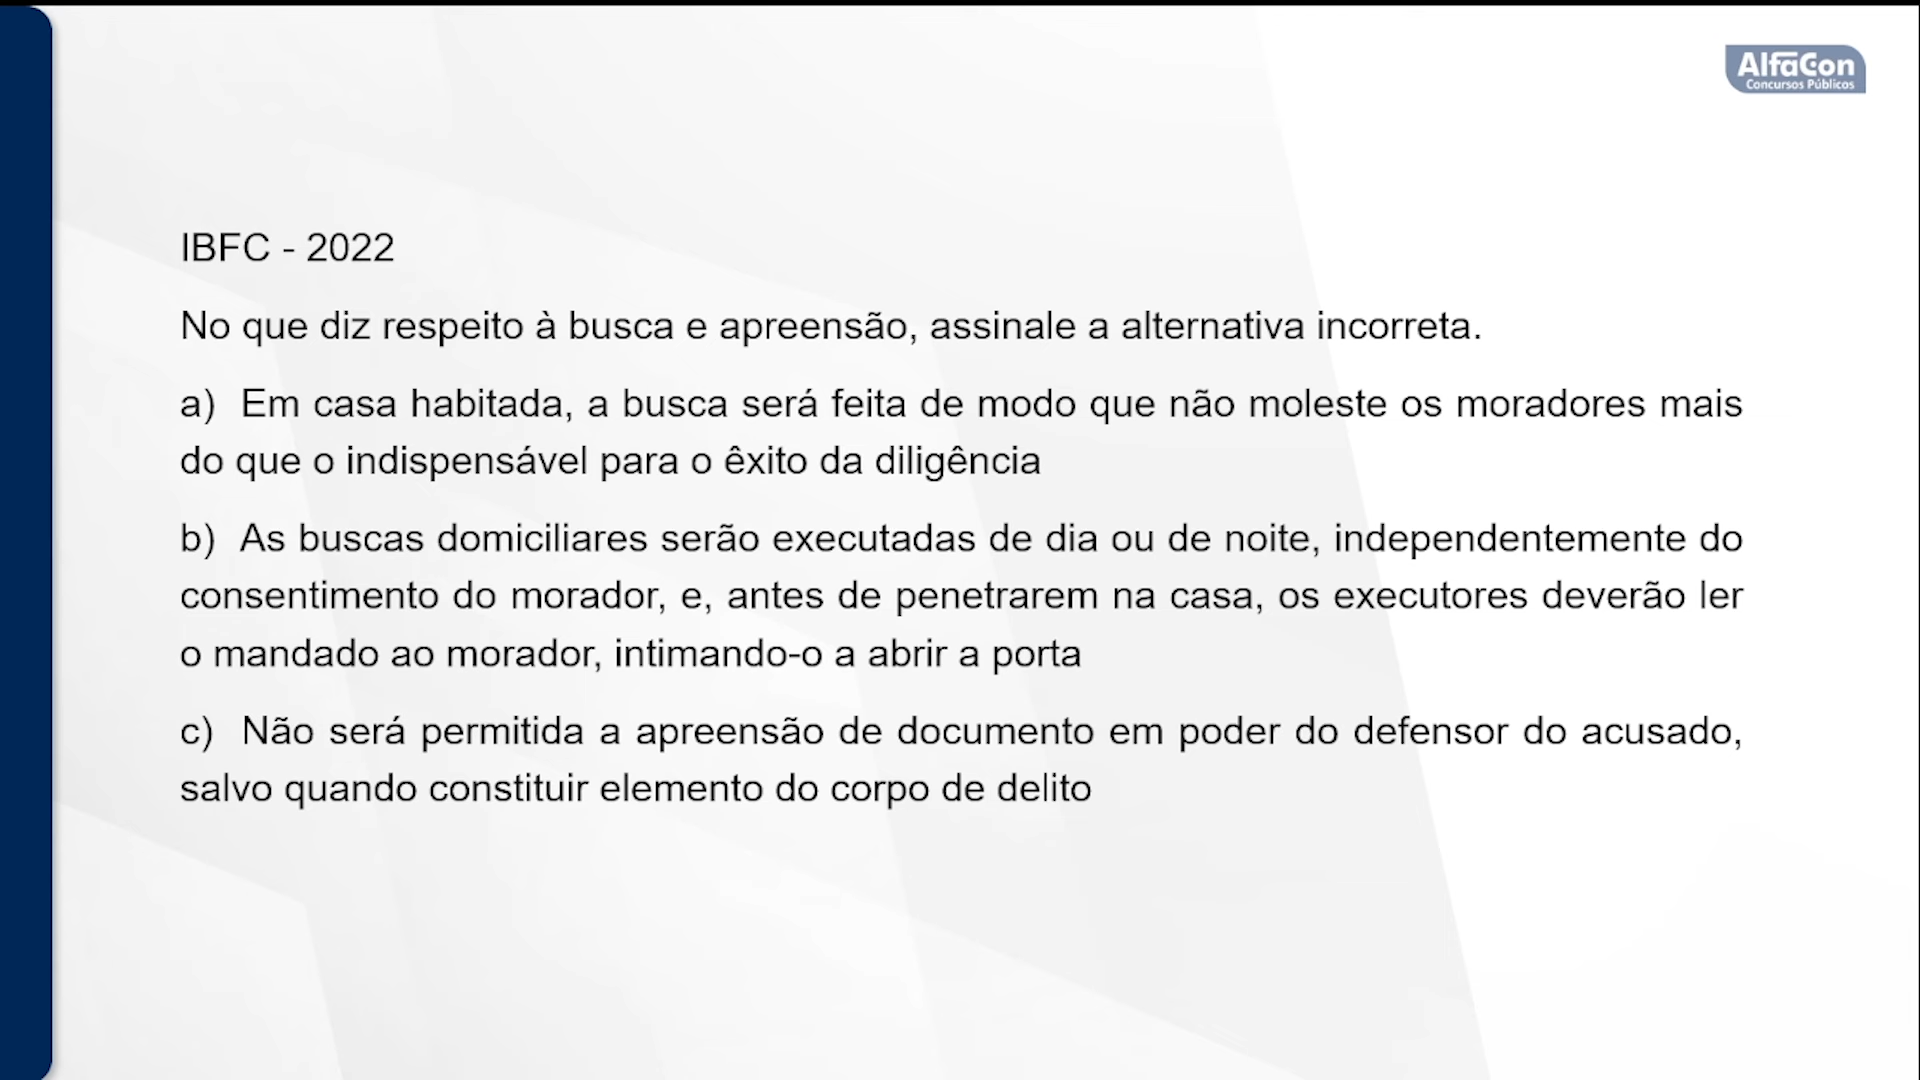 AlfaCon
Concursos Públicos
IBFC - 2022
No que diz respeito à busca e apreensão, assinale a alternativa incorreta.
a) Em casa habitada, a busca será feita de modo que não moleste os moradores mais
do que o indispensável para o êxito da diligência
b) As buscas domiciliares serão executadas de dia ou de noite, independentemente do
consentimento do morador, e, antes de penetrarem na casa, os executores deverão ler
o mandado ao morador, intimando-o a abrir a porta
c) Não será permitida a apreensão de documento em poder do defensor do acusado,
salvo quando constituir elemento do corpo de delito